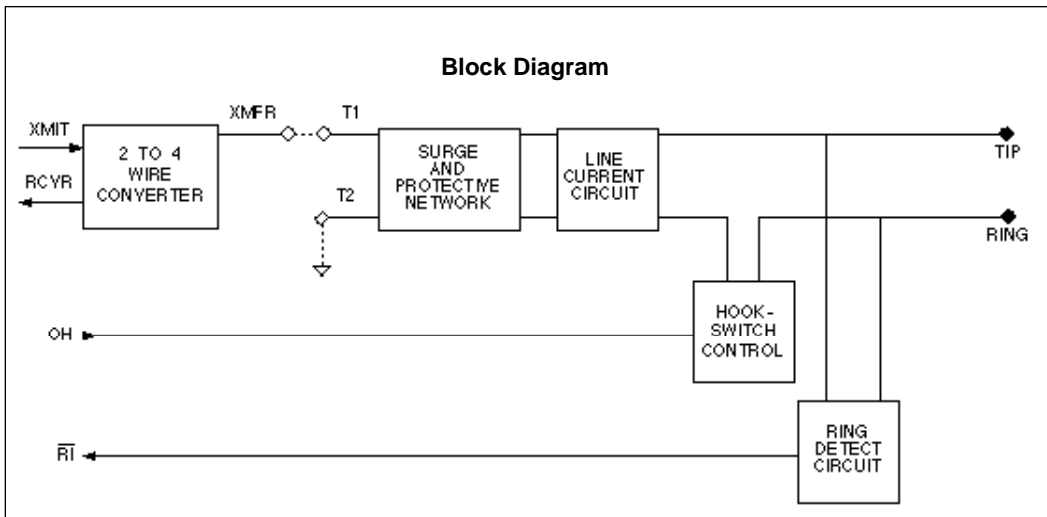 Block Diagram
XMIT
RCVR
2 TO 4
WIRE
CONVERTER
XMFR
T1
T2
SURGE
AND
PROTECTIVE
NETWORK
LINE
CURRENT
CIRCUIT
TIP
RING
OH
HOOK-
SWITCH
CONTROL
RI
RING
DETECT
CIRCUIT